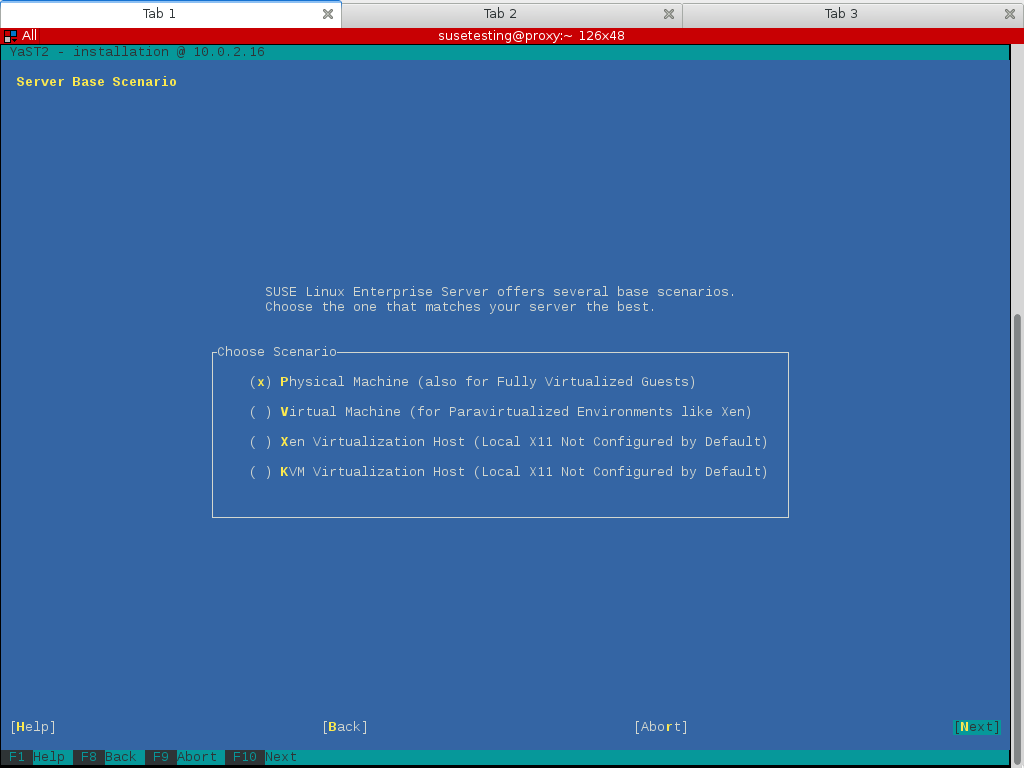 Tab 1 Tab 2 Tab 3
All susetesting@proxy:~ 126x48
YaST2 - installation @ 10.0.2.16
Server Base Scenario
SUSE Linux Enterprise Server offers several base scenarios.
Choose the one that matches your server the best.
Choose Scenario
(x) Physical Machine (also for Fully Virtualized Guests)
( ) Virtual Machine (for Paravirtualized Environments like Xen)
( ) Xen Virtualization Host (Local X11 Not Configured by Default)
( ) KVM Virtualization Host (Local X11 Not Configured by Default)
[Help] [Back] [Abort] [Next]
F1 Help F8 Back F9 Abort F10 Next